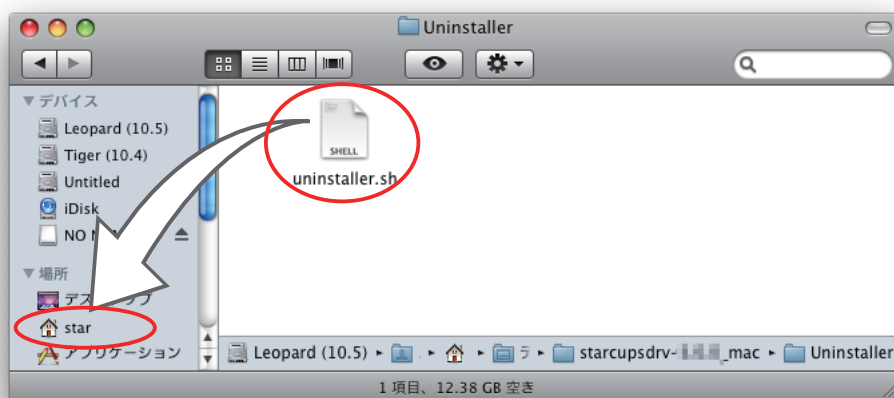 Uninstaller
デバイス
Leopard (10.5)
Tiger (10.4)
Untitled
iDisk
NO
場所
star
アプリケーション
SHELL
uninstaller.sh
Leopard (10.5) ▸ ▸ ▸ ラ ▸ starcupsdrv- _mac ▸ Uninstaller
1 項目、12.38 GB 空き